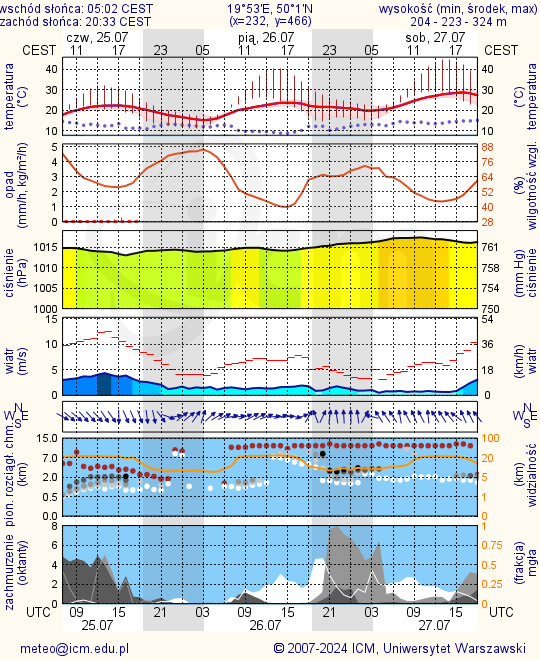 wschód słońca: 05:02 CEST 19°53'E, 50°1'N wysokość (min, środek, max)
zachód słońca: 20:33 CEST (x=232, y=466) 204 - 223 - 324 m
czw, 25.07 pią, 26.07 sob, 27.07
CEST 11 17 23 05 11 17 23 05 11 17 CEST
temperatura (°C)
40 30 20 10
40 30 20 10
temperatura (°C)
opad (mm/h, kg/m²/h)
5 4 3 2 1 0
88 76 64 52 40 28
(%) wilgotność wzgl.
ciśnienie (hPa)
1015 1010 1005 1000
761 758 754 750
(mm Hg) ciśnienie
wiatr (m/s)
15 10 5 0
54 36 18 0
(km/h) wiatr
N W E S
N W E S
pion. rozciągł. chm. (km)
15.0 7.0 2.0 0.5 0.0
100 20 5 1 0
(km) widzialność
zachmurzenie (oktanty)
8 6 4 2 0
1 0.75 0.5 0.25 0
(frakcja) mgła
UTC 09 15 21 03 09 15 21 03 09 15 UTC
25.07 26.07 27.07
meteo@icm.edu.pl © 2007-2024 ICM, Uniwersytet Warszawski